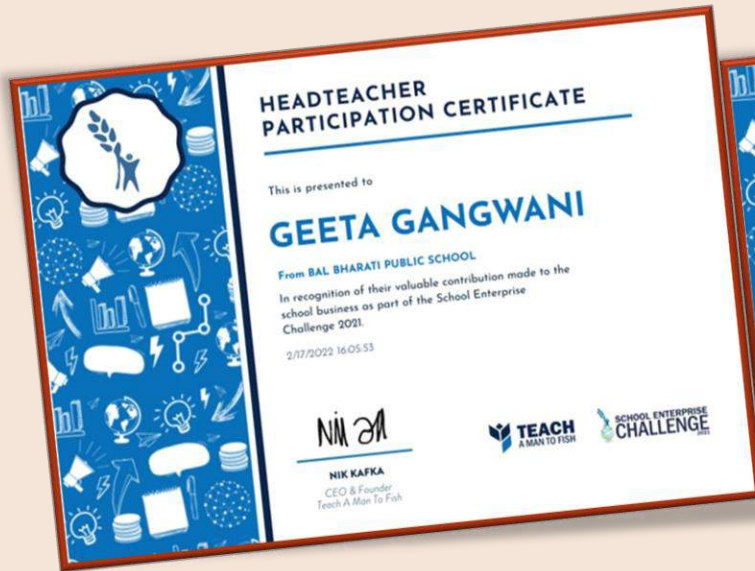 HEADTEACHER
PARTICIPATION CERTIFICATE
This is presented to
GEETA GANGWANI
From BAL BHARATI PUBLIC SCHOOL
In recognition of their valuable contribution made to the
school business as part of the School Enterprise
Challenge 2021.
2/17/2022 16:05:53
NIK KAFKA
CEO & Founder
Teach A Man To Fish
TEACH
A MAN TO FISH
SCHOOL ENTERPRISE
CHALLENGE
2021